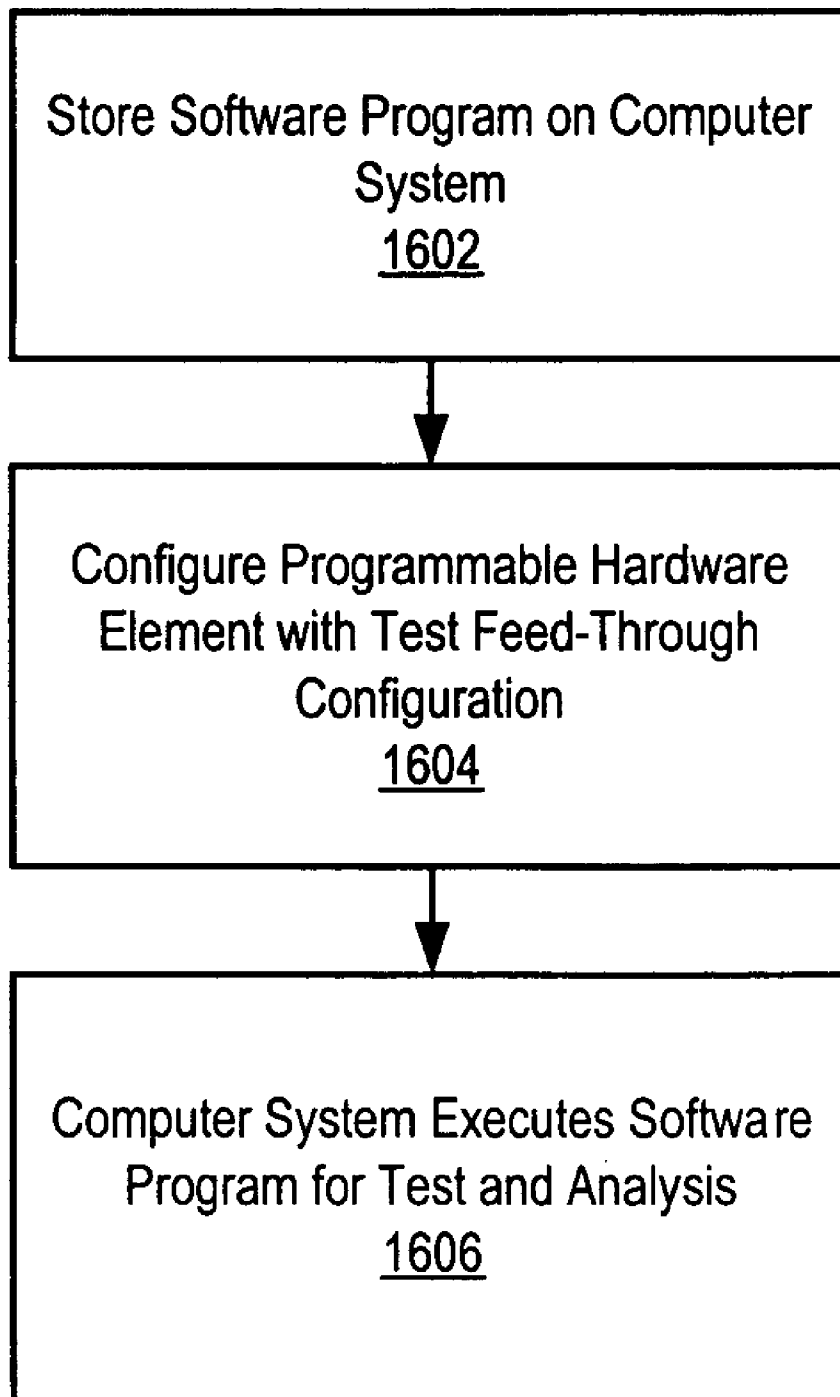 Store Software Program on Computer
System
1602
Configure Programmable Hardware
Element with Test Feed-Through
Configuration
1604
Computer System Executes Software
Program for Test and Analysis
1606